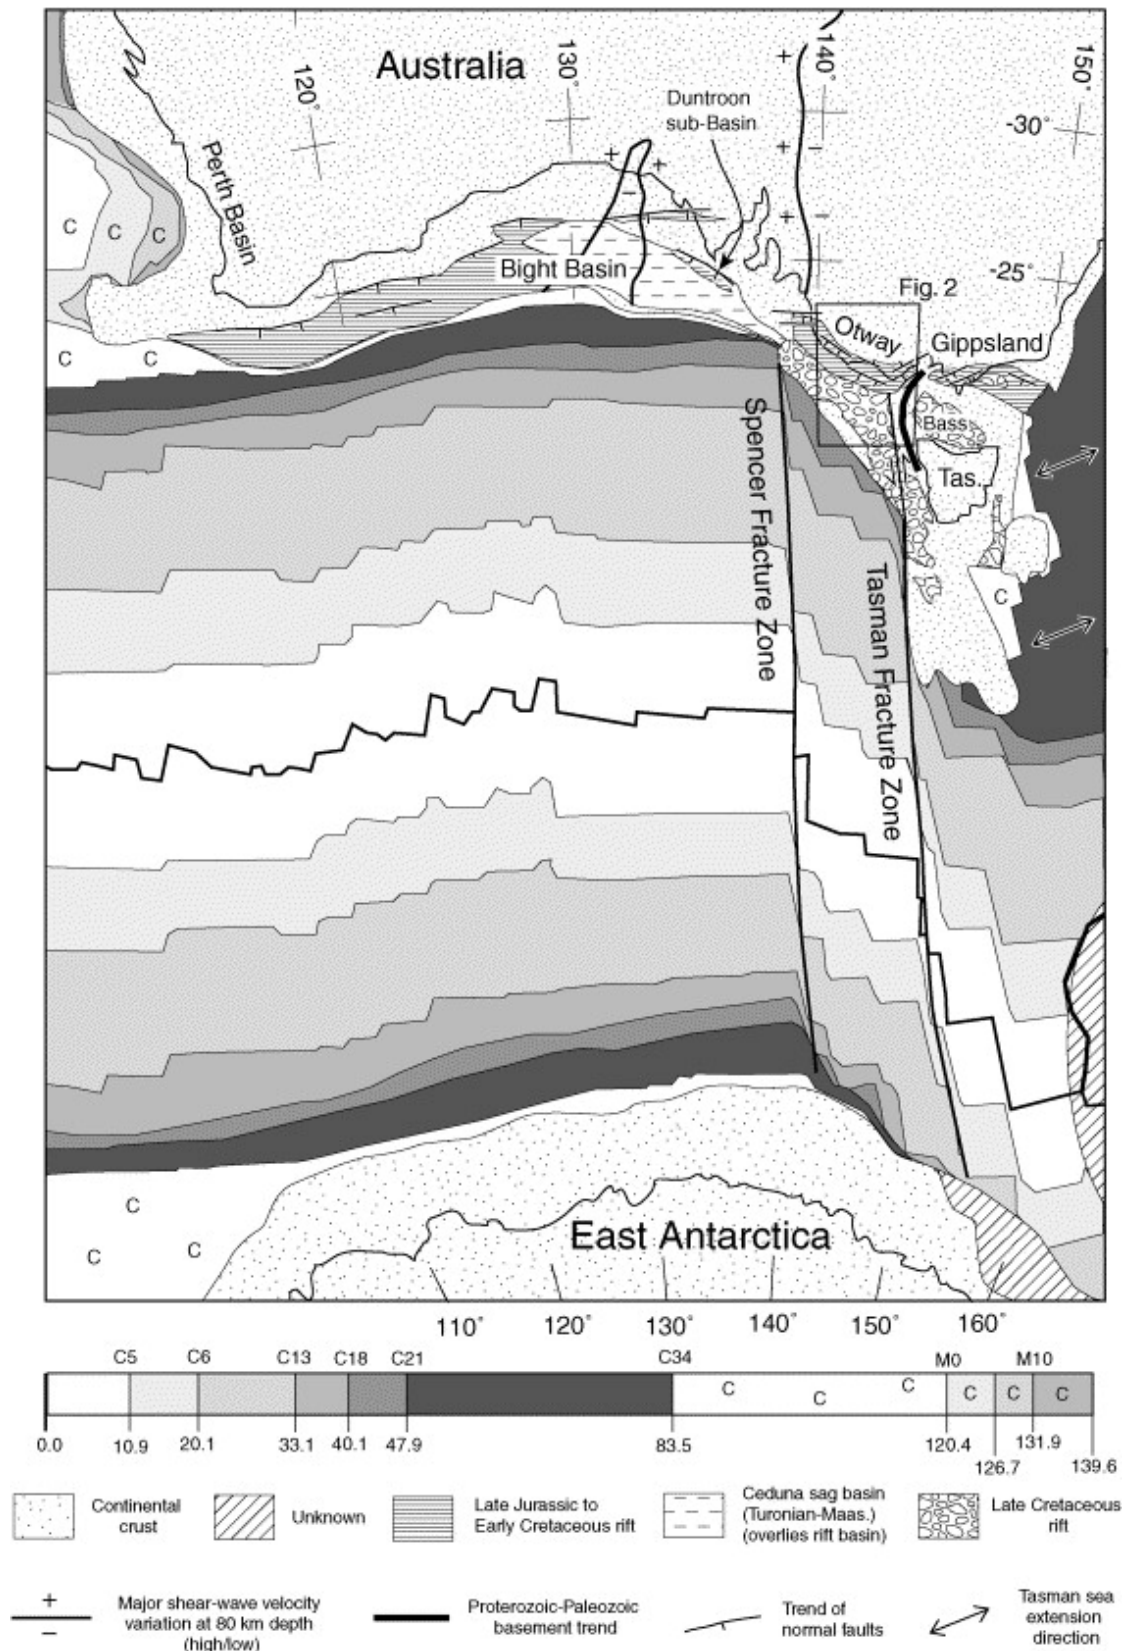 Australia
120°
130°
140°
150°
-30°
-25°
Duntroon
sub-Basin
Perth Basin
Bight Basin
Fig. 2
Otway
Gippsland
Bass
Tas.
C
C
C
C
C
C
Spencer Fracture Zone
Tasman Fracture Zone
C
C
C
East Antarctica
110°
120°
130°
140°
150°
160°
C5
C6
C13
C18
C21
C34
M0
M10
C
C
C
C
C
C
0.0
10.9
20.1
33.1
40.1
47.9
83.5
120.4
126.7
131.9
139.6
Continental
crust
Unknown
Late Jurassic to
Early Cretaceous rift
Ceduna sag basin
(Turonian-Maas.)
(overlies rift basin)
Late Cretaceous
rift
+
−
Major shear-wave velocity
variation at 80 km depth
(high/low)
Proterozoic-Paleozoic
basement trend
Trend of
normal faults
Tasman sea
extension
direction